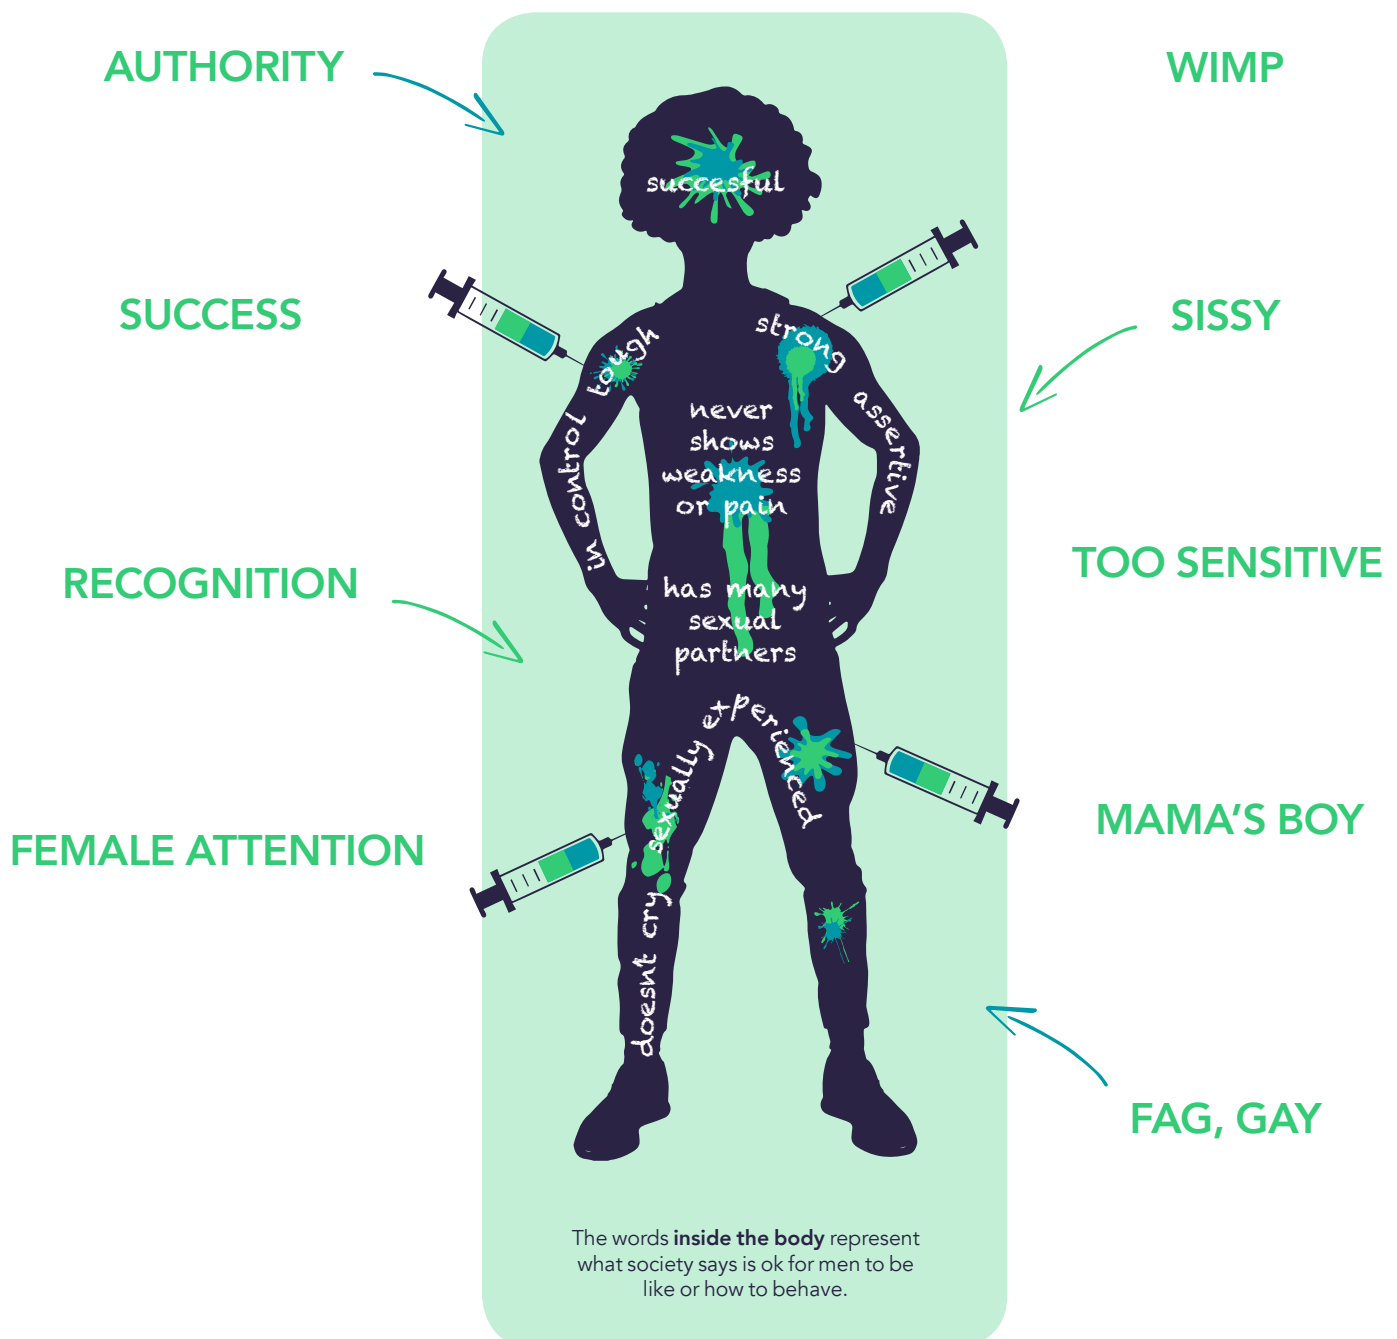 AUTHORITY
WIMP
succesful
SUCCESS
SISSY
tough
strong
in control
assertive
never
shows
weakness
or pain
RECOGNITION
TOO SENSITIVE
has many
sexual
partners
sexually experienced
FEMALE ATTENTION
MAMA’S BOY
doesnt cry
FAG, GAY
The words inside the body represent
what society says is ok for men to be
like or how to behave.